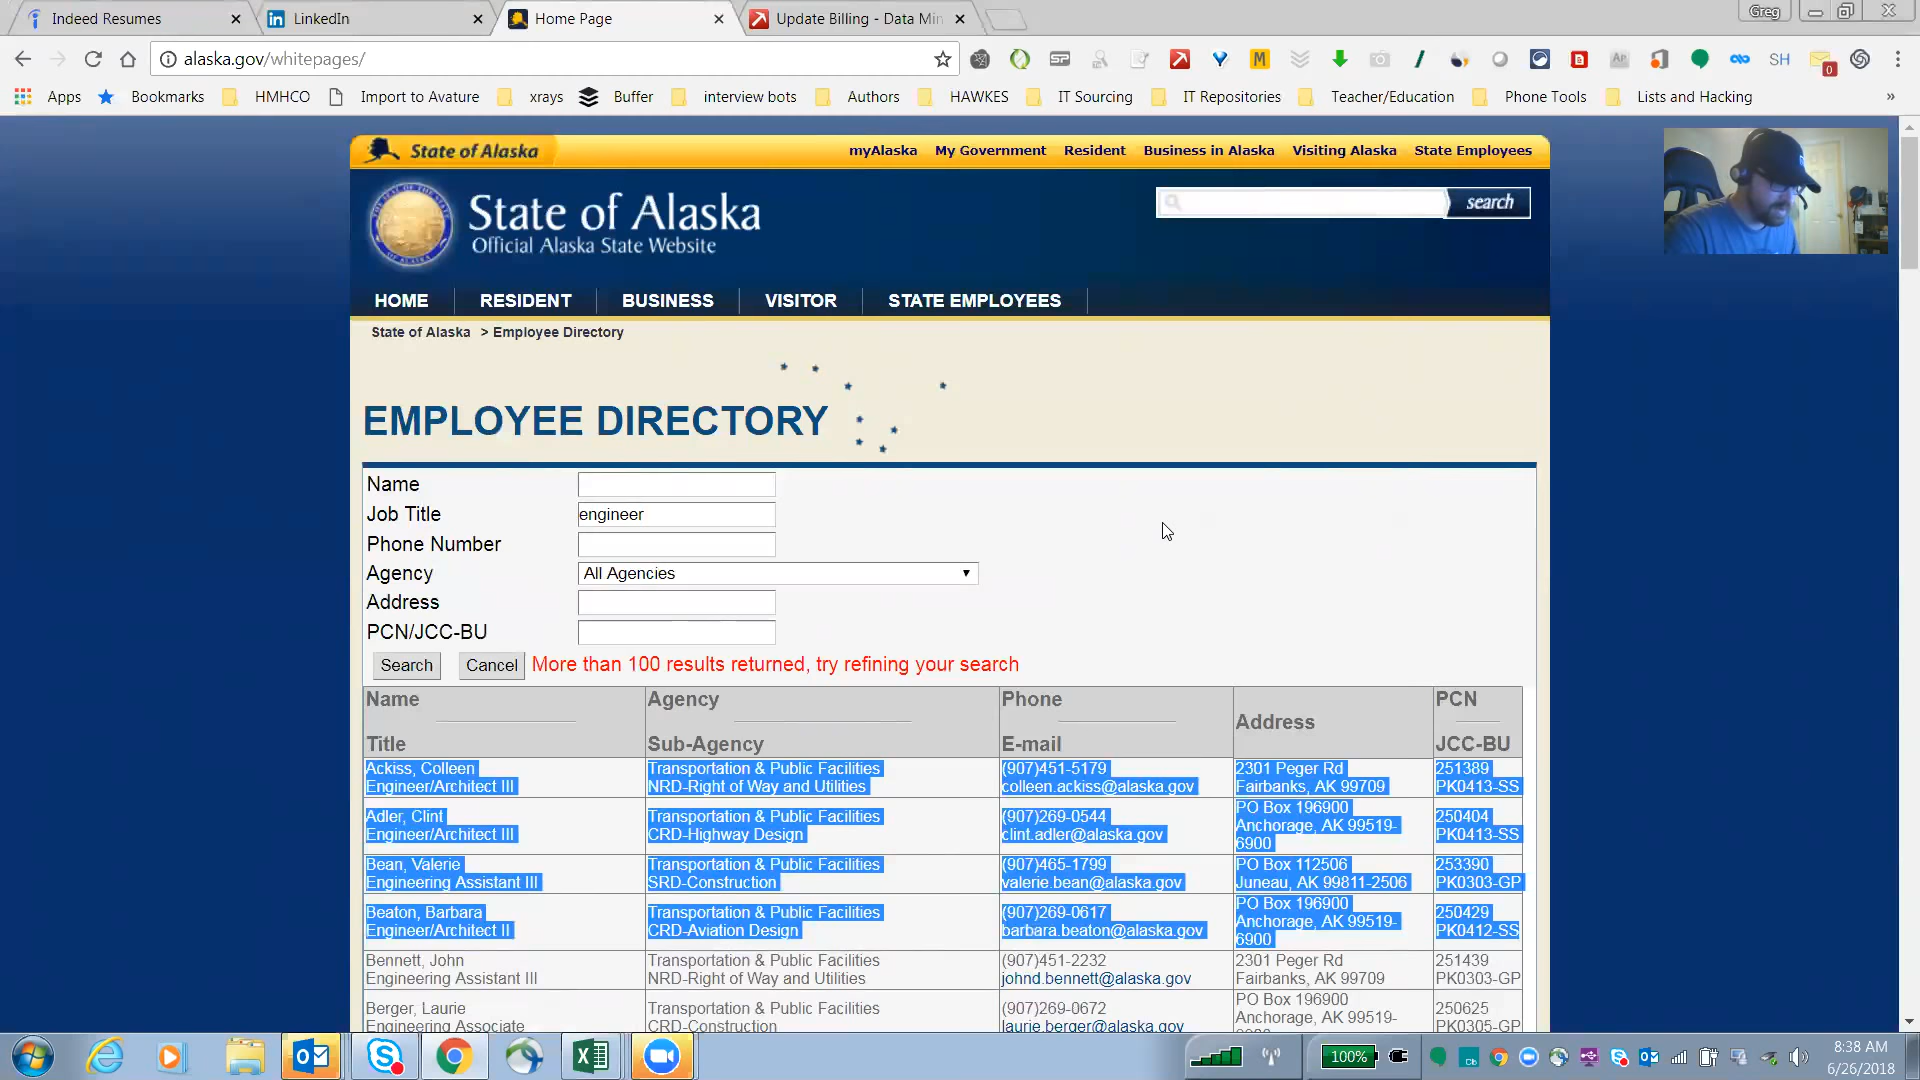 Indeed Resumes
LinkedIn
Home Page
Update Billing - Data Min
Greg
alaska.gov/whitepages/
SP
M
Ap
SH
0
Apps
Bookmarks
HMHCO
Import to Avature
xrays
Buffer
interview bots
Authors
HAWKES
IT Sourcing
IT Repositories
Teacher/Education
Phone Tools
Lists and Hacking
»
State of Alaska
myAlaska
My Government
Resident
Business in Alaska
Visiting Alaska
State Employees
State of Alaska
Official Alaska State Website
search
HOME
RESIDENT
BUSINESS
VISITOR
STATE EMPLOYEES
State of Alaska > Employee Directory
EMPLOYEE DIRECTORY
Name
Job Title
engineer
Phone Number
Agency
All Agencies
Address
PCN/JCC-BU
Search
Cancel
More than 100 results returned, try refining your search
Name
Title
Agency
Sub-Agency
Phone
E-mail
Address
PCN
JCC-BU
Ackiss, Colleen
Engineer/Architect III
Transportation & Public Facilities
NRD-Right of Way and Utilities
(907)451-5179
colleen.ackiss@alaska.gov
2301 Peger Rd
Fairbanks, AK 99709
251389
PK0413-SS
Adler, Clint
Engineer/Architect III
Transportation & Public Facilities
CRD-Highway Design
(907)269-0544
clint.adler@alaska.gov
PO Box 196900
Anchorage, AK 99519-
6900
250404
PK0413-SS
Bean, Valerie
Engineering Assistant III
Transportation & Public Facilities
SRD-Construction
(907)465-1799
valerie.bean@alaska.gov
PO Box 112506
Juneau, AK 99811-2506
253390
PK0303-GP
Beaton, Barbara
Engineer/Architect II
Transportation & Public Facilities
CRD-Aviation Design
(907)269-0617
barbara.beaton@alaska.gov
PO Box 196900
Anchorage, AK 99519-
6900
250429
PK0412-SS
Bennett, John
Engineering Assistant III
Transportation & Public Facilities
NRD-Right of Way and Utilities
(907)451-2232
johnd.bennett@alaska.gov
2301 Peger Rd
Fairbanks, AK 99709
251439
PK0303-GP
Berger, Laurie
Engineering Associate
Transportation & Public Facilities
CRD-Construction
(907)269-0672
laurie.berger@alaska.gov
PO Box 196900
Anchorage, AK 99519-
250625
PK0305-GP
100%
8:38 AM
6/26/2018